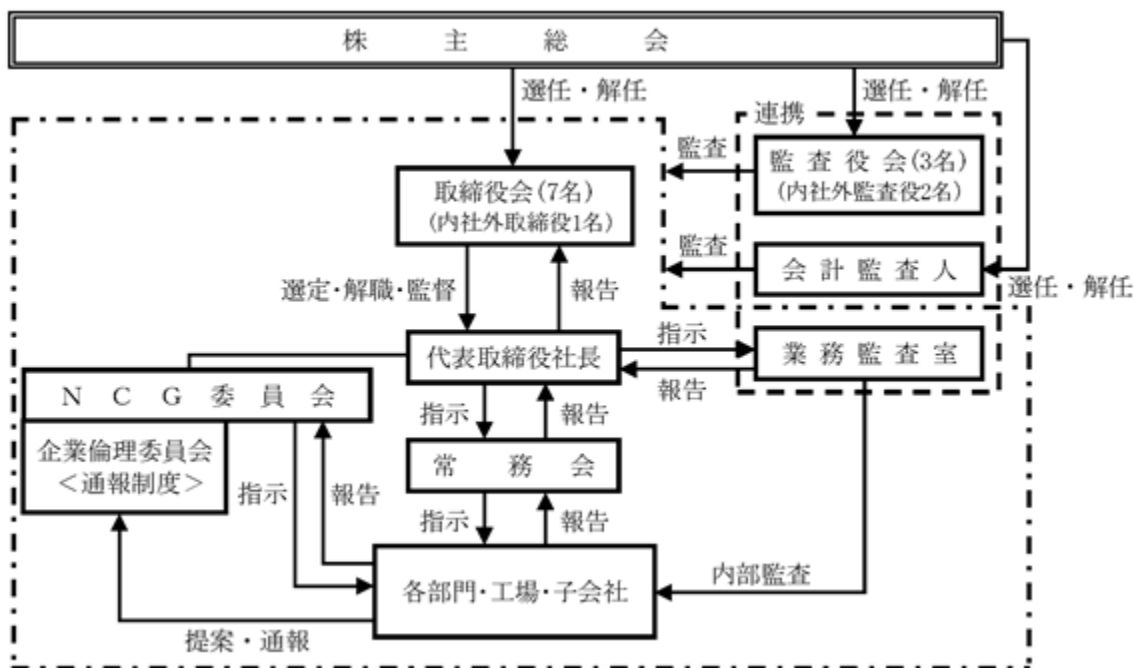 株主総会
選任・解任
選任・解任
連携
監査
監査役会(3名)
(内社外監査役2名)
取締役会(7名)
(内社外取締役1名)
監査
会計監査人
選任・解任
選定・解職・監督
報告
指示
代表取締役社長
業務監査室
報告
NCG委員会
指示
報告
企業倫理委員会
＜通報制度＞
常務会
指示
報告
指示
報告
各部門・工場・子会社
内部監査
提案・通報